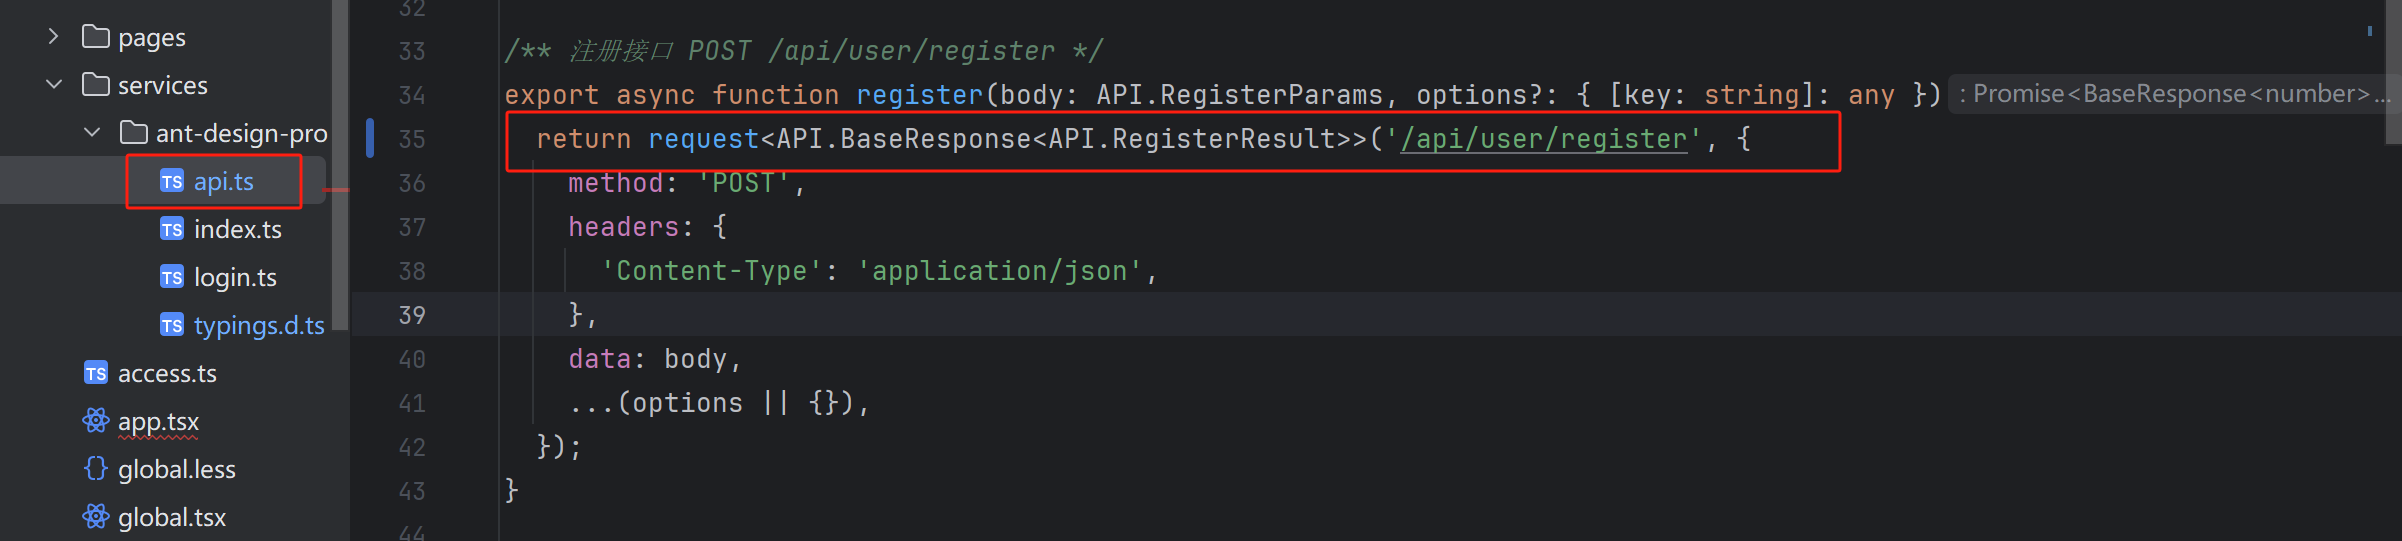 pages
services
ant-design-pro
TS api.ts
TS index.ts
TS login.ts
TS typings.d.ts
TS access.ts
app.tsx
{} global.less
global.tsx
32
33 /** 注册接口 POST /api/user/register */
34 export async function register(body: API.RegisterParams, options?: { [key: string]: any }) : Promise<BaseResponse<number>...
35 return request<API.BaseResponse<API.RegisterResult>>('/api/user/register', {
36 method: 'POST',
37 headers: {
38 'Content-Type': 'application/json',
39 },
40 data: body,
41 ...(options || {}),
42 });
43 }
44